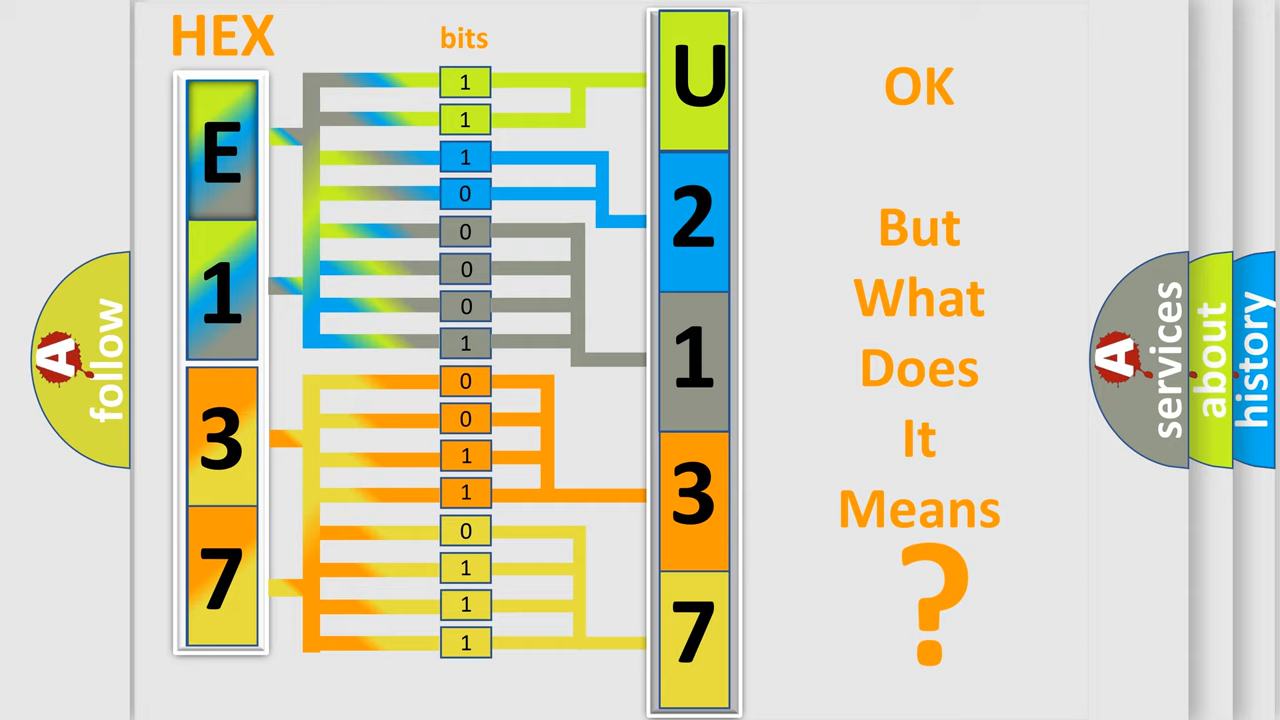 HEX
bits
E
1
3
7
1
1
1
0
0
0
0
1
0
0
1
1
0
1
1
1
U
2
1
3
7
OK
But
What
Does
It
Means
?
A
follow
A
services
about
history